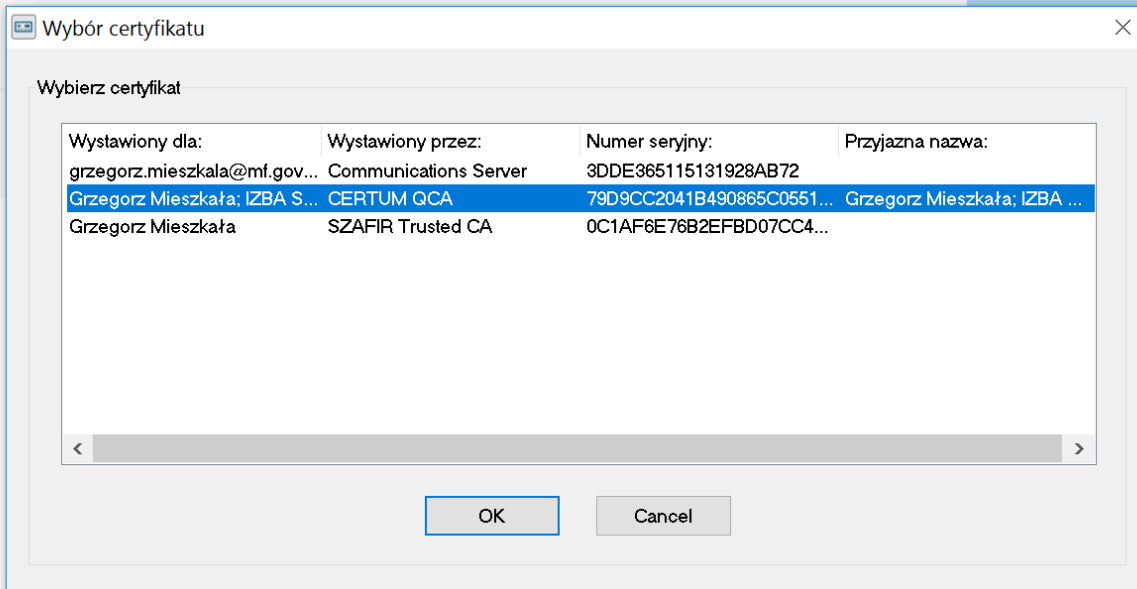 Wybór certyfikatu
Wybierz certyfikat
Wystawiony dla: Wystawiony przez: Numer seryjny: Przyjazna nazwa:
grzegorz.mieszkala@mf.gov... Communications Server 3DDE365115131928AB72
Grzegorz Mieszkała; IZBA S... CERTUM QCA 79D9CC2041B490865C0551... Grzegorz Mieszkała; IZBA ...
Grzegorz Mieszkała SZAFIR Trusted CA 0C1AF6E76B2EFBD07CC4...
OK Cancel